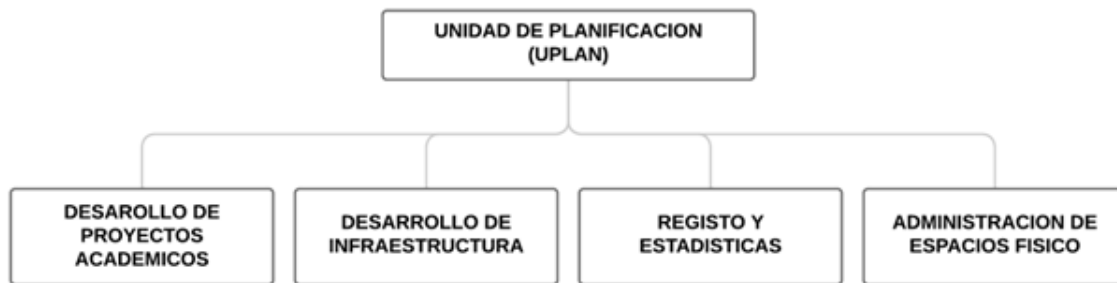 UNIDAD DE PLANIFICACION
(UPLAN)
DESAROLLO DE
PROYECTOS
ACADEMICOS
DESARROLLO DE
INFRAESTRUCTURA
REGISTO Y
ESTADISTICAS
ADMINISTRACION DE
ESPACIOS FISICO